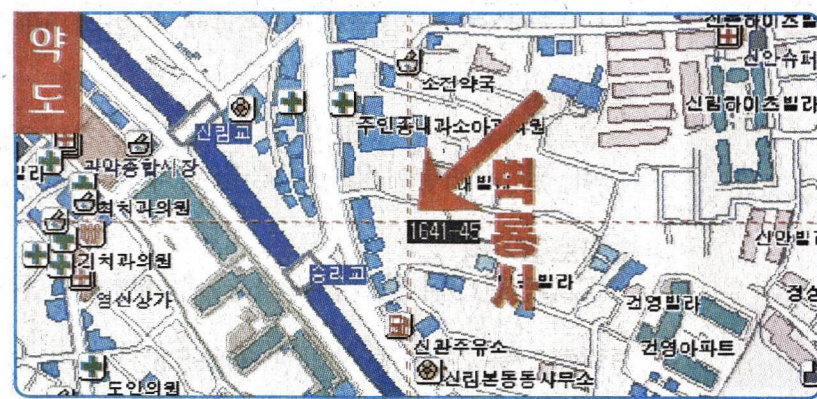 약
도
신림하이츠빌라
신안슈퍼
소전약국
신림하이츠빌라
신림교
주인종내과소아과의원
관악종합시장
빌라
표룡사
1641-45
최치과의원
기치과의원
승리교
빌라
신안빌라
열신상가
건영빌라
신관주유소
건영아파트
도안의원
신림본동동사무소